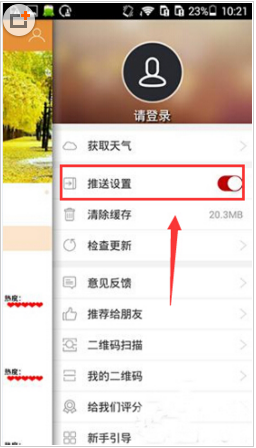 23% 10:21
请登录
获取天气
推送设置
清除缓存 20.3MB
检查更新
意见反馈
热度:
推荐给朋友
二维码扫描
热度:
我的二维码
给我们评分
新手引导